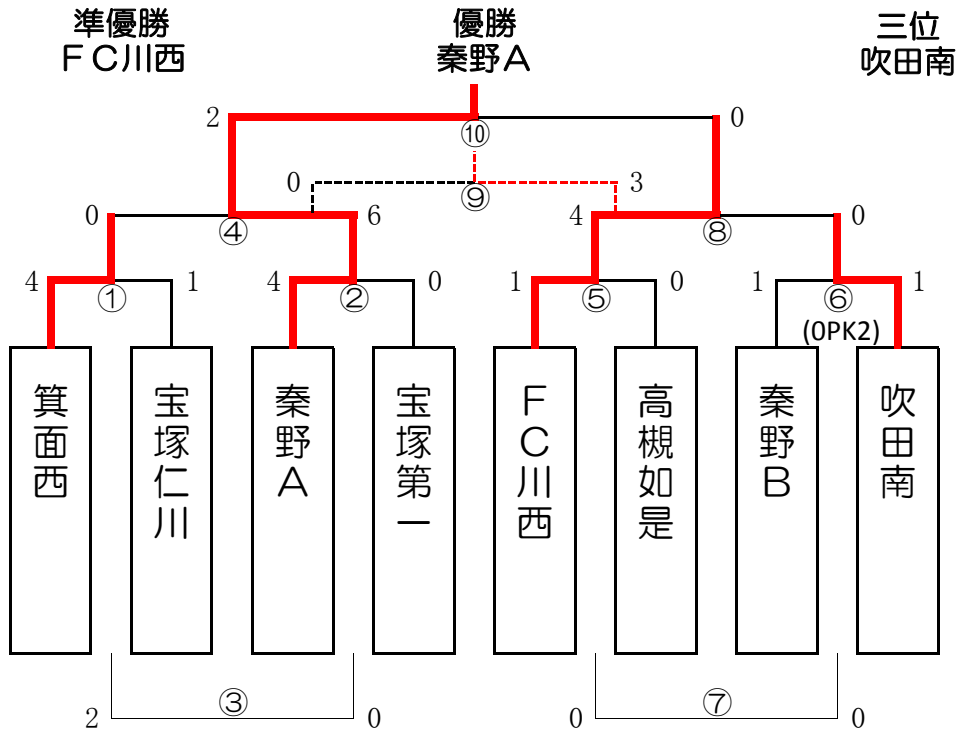 準優勝
FC川西
優勝
秦野A
三位
吹田南
2
⑩
0
0
⑨
3
0
④
6
4
⑧
0
4
①
1
4
②
0
1
⑤
0
1
⑥
1
(0PK2)
箕面西
宝塚仁川
秦野A
宝塚第一
FC川西
高槻如是
秦野B
吹田南
2
③
0
0
⑦
0